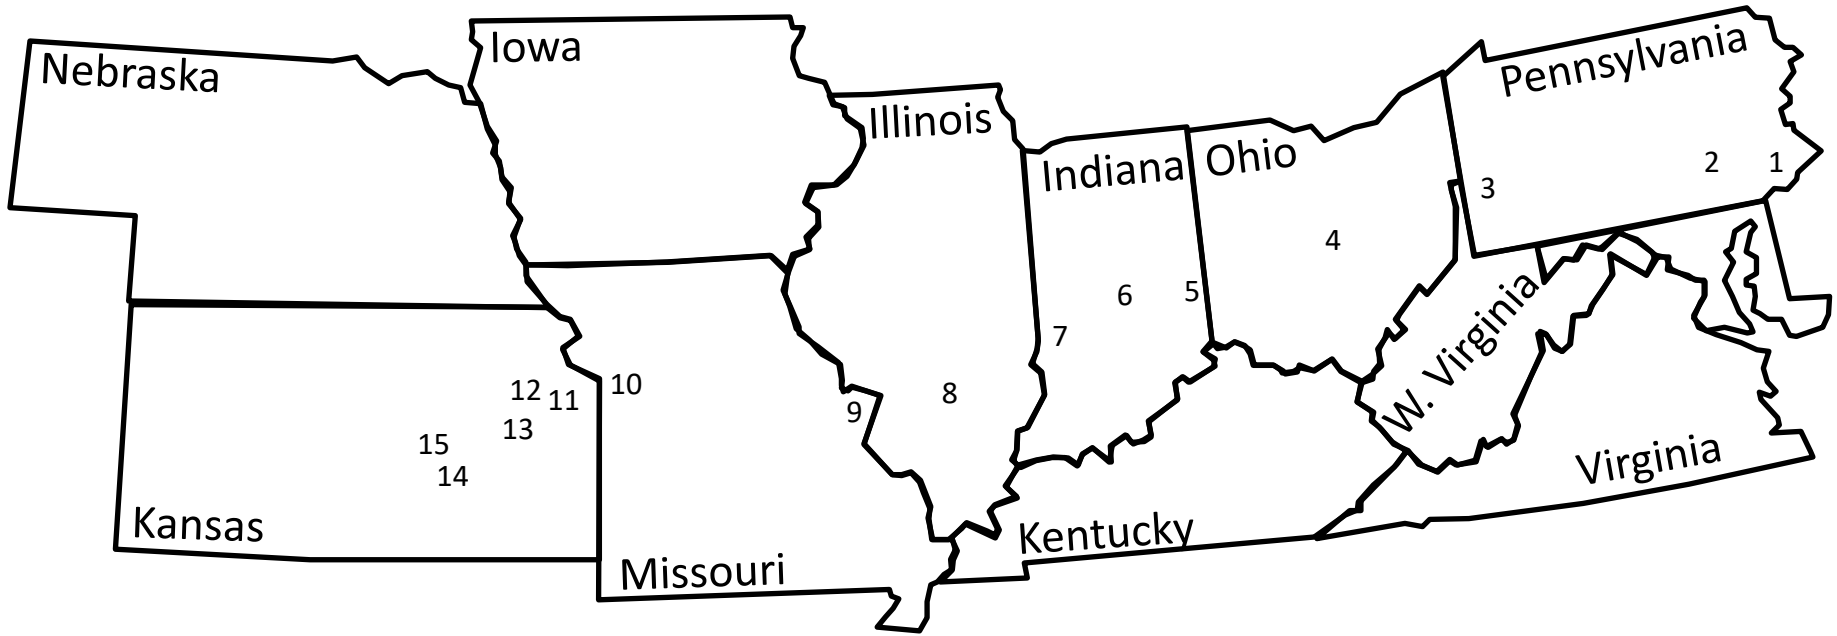 Nebraska
Iowa
Illinois
Indiana
Ohio
Pennsylvania
1
2
3
4
5
6
7
8
9
10
11
12
13
14
15
W. Virginia
Virginia
Kentucky
Missouri
Kansas